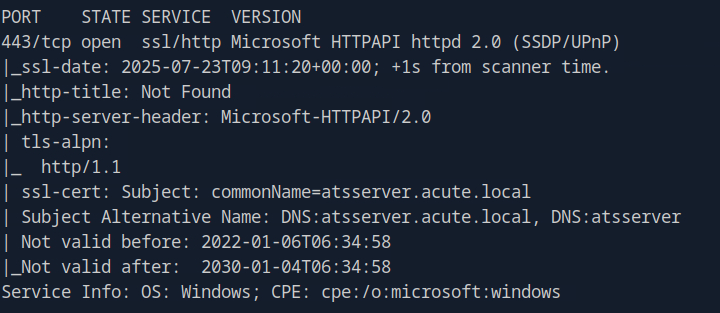 PORT    STATE SERVICE  VERSION
443/tcp open  ssl/http Microsoft HTTPAPI httpd 2.0 (SSDP/UPnP)
|_ssl-date: 2025-07-23T09:11:20+00:00; +1s from scanner time.
|_http-title: Not Found
|_http-server-header: Microsoft-HTTPAPI/2.0
| tls-alpn:
|_  http/1.1
| ssl-cert: Subject: commonName=atsserver.acute.local
| Subject Alternative Name: DNS:atsserver.acute.local, DNS:atsserver
| Not valid before: 2022-01-06T06:34:58
|_Not valid after:  2030-01-04T06:34:58
Service Info: OS: Windows; CPE: cpe:/o:microsoft:windows